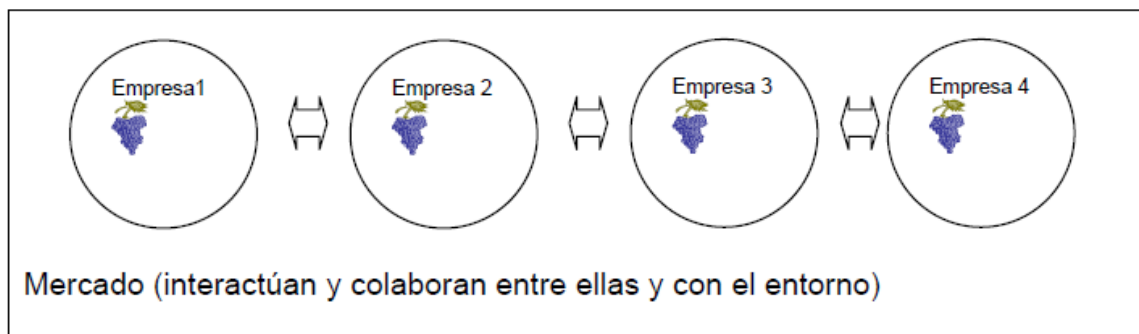 Empresa1
Empresa 2
Empresa 3
Empresa 4
Mercado (interactúan y colaboran entre ellas y con el entorno)